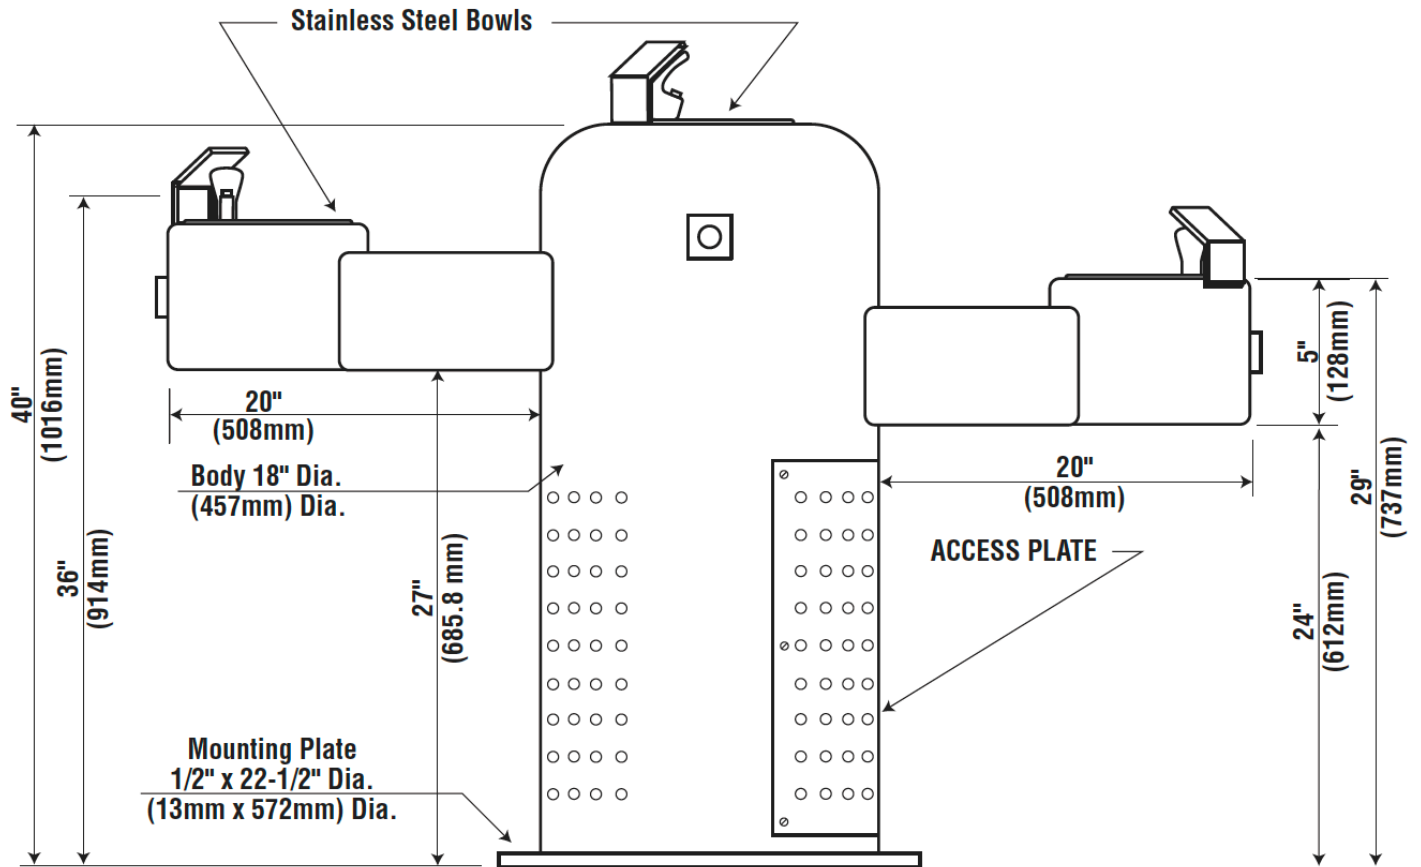 Stainless Steel Bowls
40"
(1016mm)
36"
(914mm)
20"
(508mm)
Body 18" Dia.
(457mm) Dia.
27"
(685.8 mm)
Mounting Plate
1/2" x 22-1/2" Dia.
(13mm x 572mm) Dia.
5"
(128mm)
20"
(508mm)
29"
(737mm)
ACCESS PLATE
24"
(612mm)